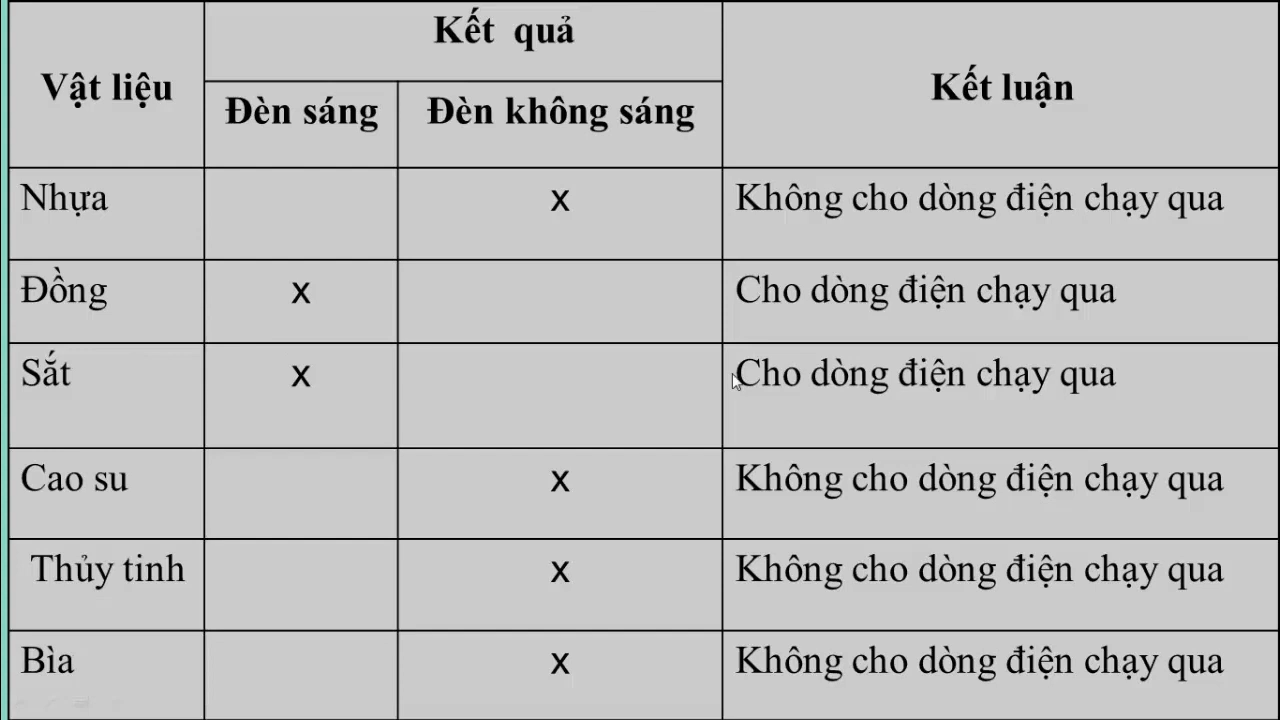 Vật liệu
Kết quả
Kết luận
Đèn sáng
Đèn không sáng
Nhựa
x
Không cho dòng điện chạy qua
Đồng
x
Cho dòng điện chạy qua
Sắt
x
Cho dòng điện chạy qua
Cao su
x
Không cho dòng điện chạy qua
Thủy tinh
x
Không cho dòng điện chạy qua
Bìa
x
Không cho dòng điện chạy qua